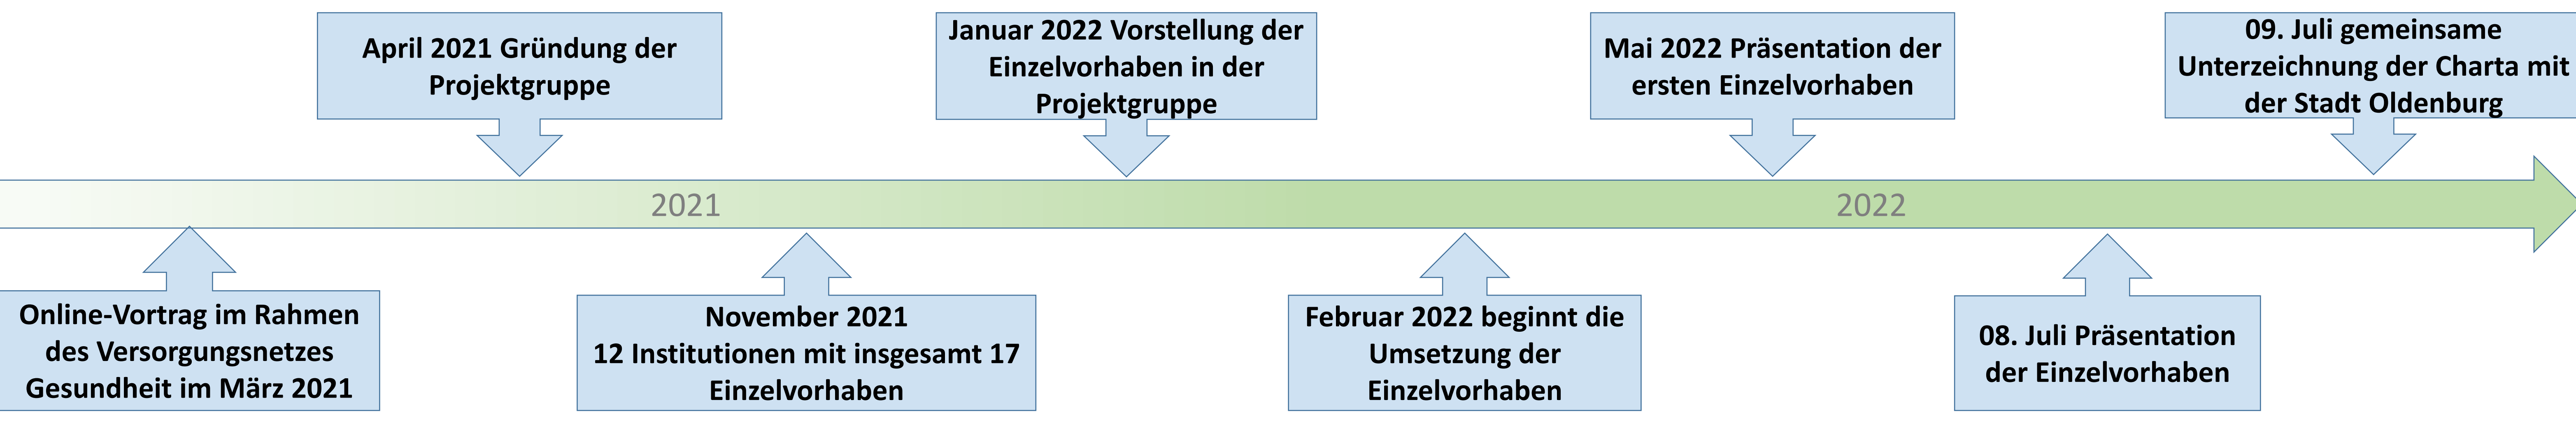 April 2021 Gründung der
Projektgruppe
Januar 2022 Vorstellung der
Einzelvorhaben in der
Projektgruppe
Mai 2022 Präsentation der
ersten Einzelvorhaben
09. Juli gemeinsame
Unterzeichnung der Charta mit
der Stadt Oldenburg
2021
2022
Online-Vortrag im Rahmen
des Versorgungsnetzes
Gesundheit im März 2021
November 2021
12 Institutionen mit insgesamt 17
Einzelvorhaben
Februar 2022 beginnt die
Umsetzung der
Einzelvorhaben
08. Juli Präsentation
der Einzelvorhaben